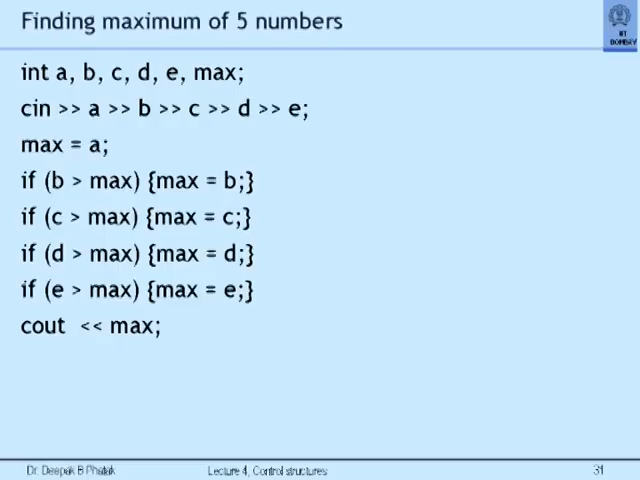 Finding maximum of 5 numbers
IIT
BOMBAY
int a, b, c, d, e, max;
cin >> a >> b >> c >> d >> e;
max = a;
if (b > max) {max = b;}
if (c > max) {max = c;}
if (d > max) {max = d;}
if (e > max) {max = e;}
cout << max;
Dr. Deepak B Phatak
Lecture 4, Control structures
31